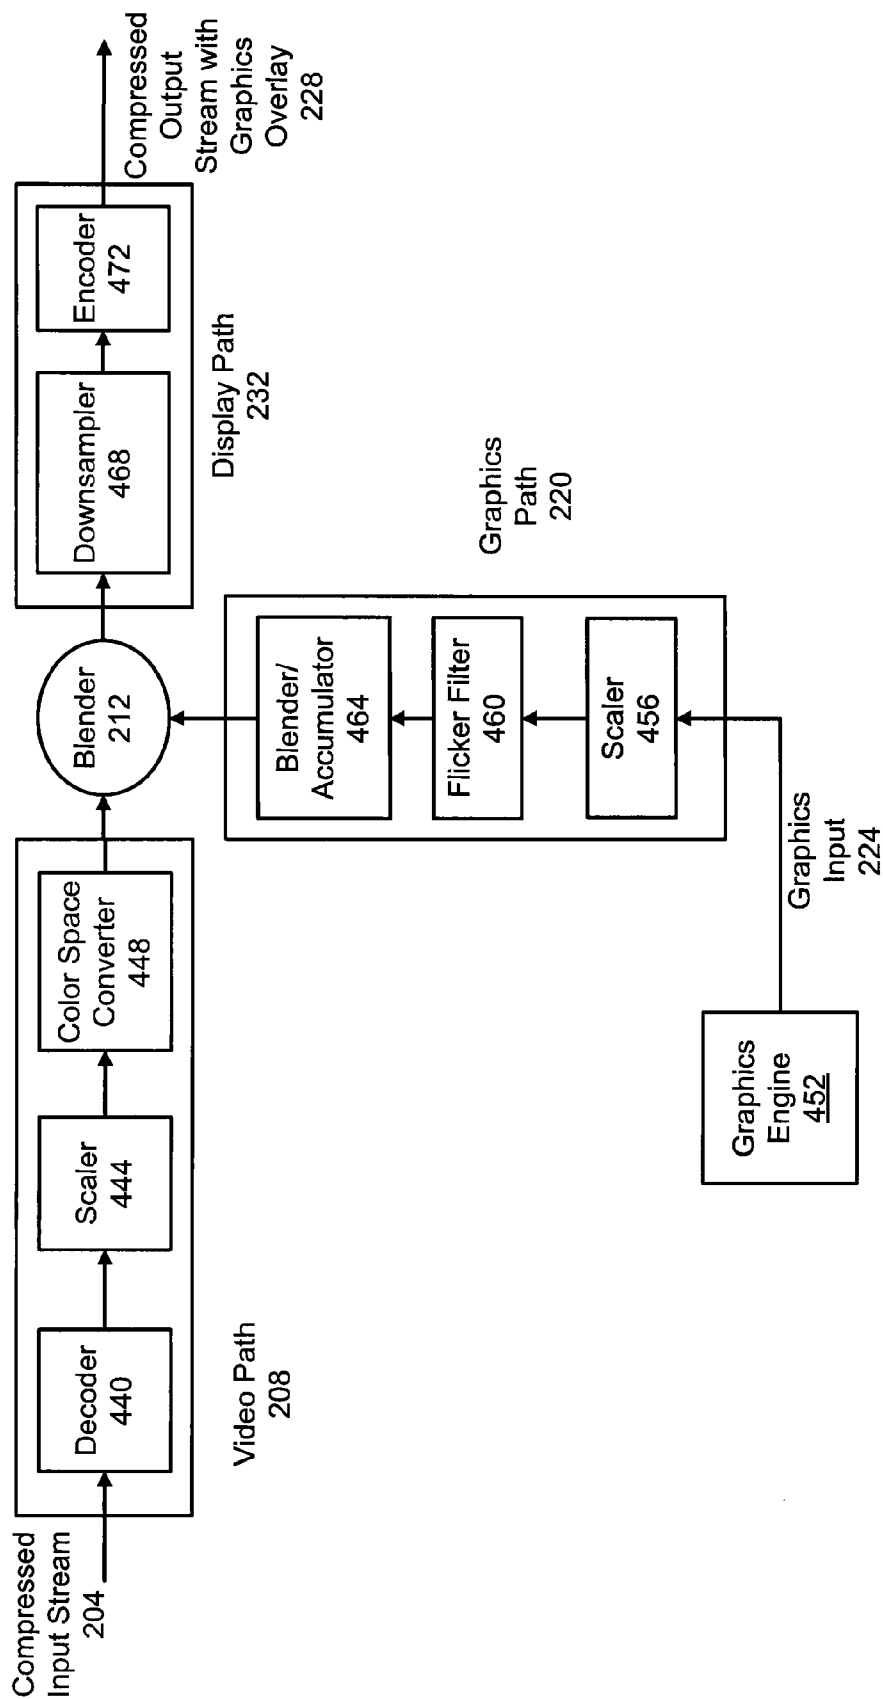 Compressed
Input Stream
204
Decoder
440
Scaler
444
Color Space
Converter
448
Video Path
208
Blender
212
Downsampler
468
Encoder
472
Display Path
232
Compressed
Output
Stream with
Graphics
Overlay
228
Blender/
Accumulator
464
Flicker Filter
460
Scaler
456
Graphics
Path
220
Graphics
Input
224
Graphics
Engine
452